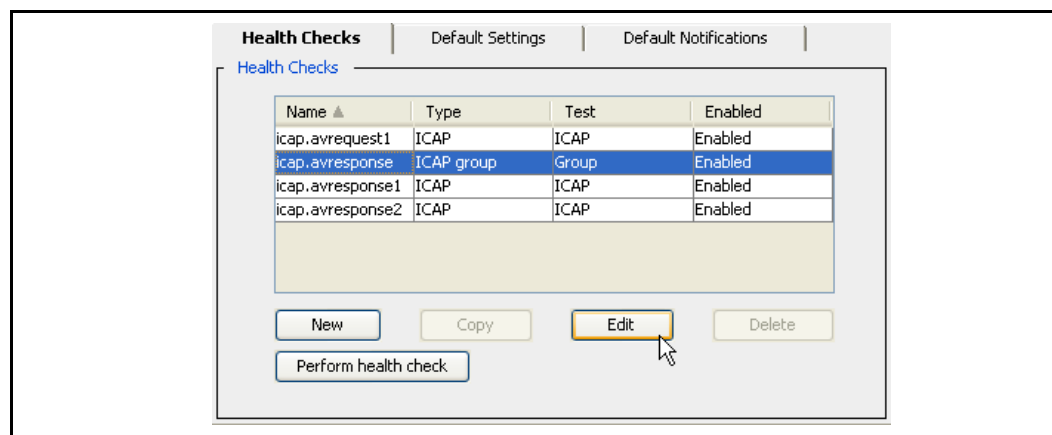 Health Checks Default Settings Default Notifications
Health Checks
Name Type Test Enabled
icap.avrequest1 ICAP ICAP Enabled
icap.avresponse ICAP group Group Enabled
icap.avresponse1 ICAP ICAP Enabled
icap.avresponse2 ICAP ICAP Enabled
New Copy Edit Delete
Perform health check